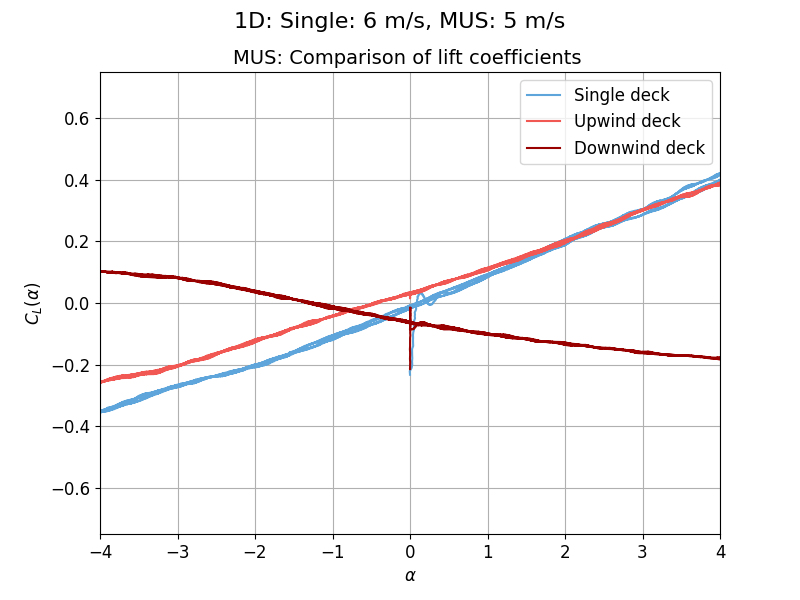 1D: Single: 6 m/s, MUS: 5 m/s
MUS: Comparison of lift coefficients
Single deck
Upwind deck
Downwind deck
0.6
0.4
0.2
0.0
−0.2
−0.4
−0.6
C_L(α)
−4 −3 −2 −1 0 1 2 3 4
α